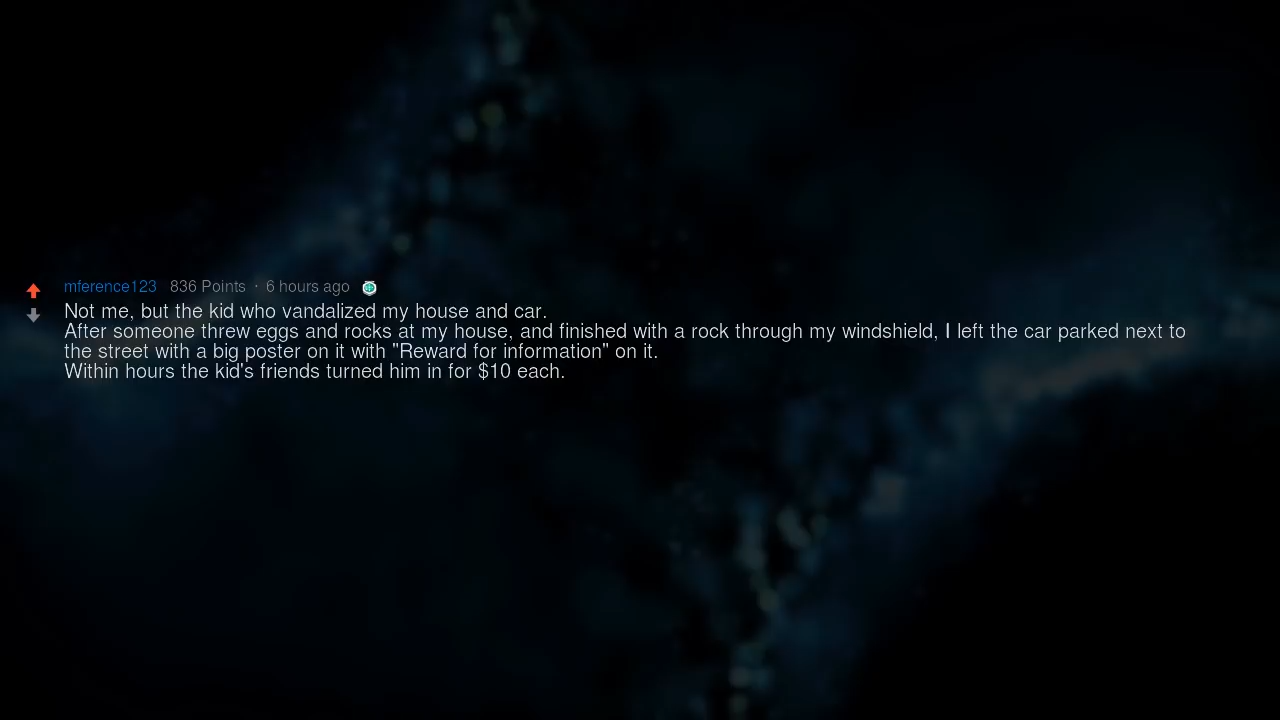 mference123 836 Points · 6 hours ago
Not me, but the kid who vandalized my house and car.
After someone threw eggs and rocks at my house, and finished with a rock through my windshield, I left the car parked next to
the street with a big poster on it with "Reward for information" on it.
Within hours the kid's friends turned him in for $10 each.